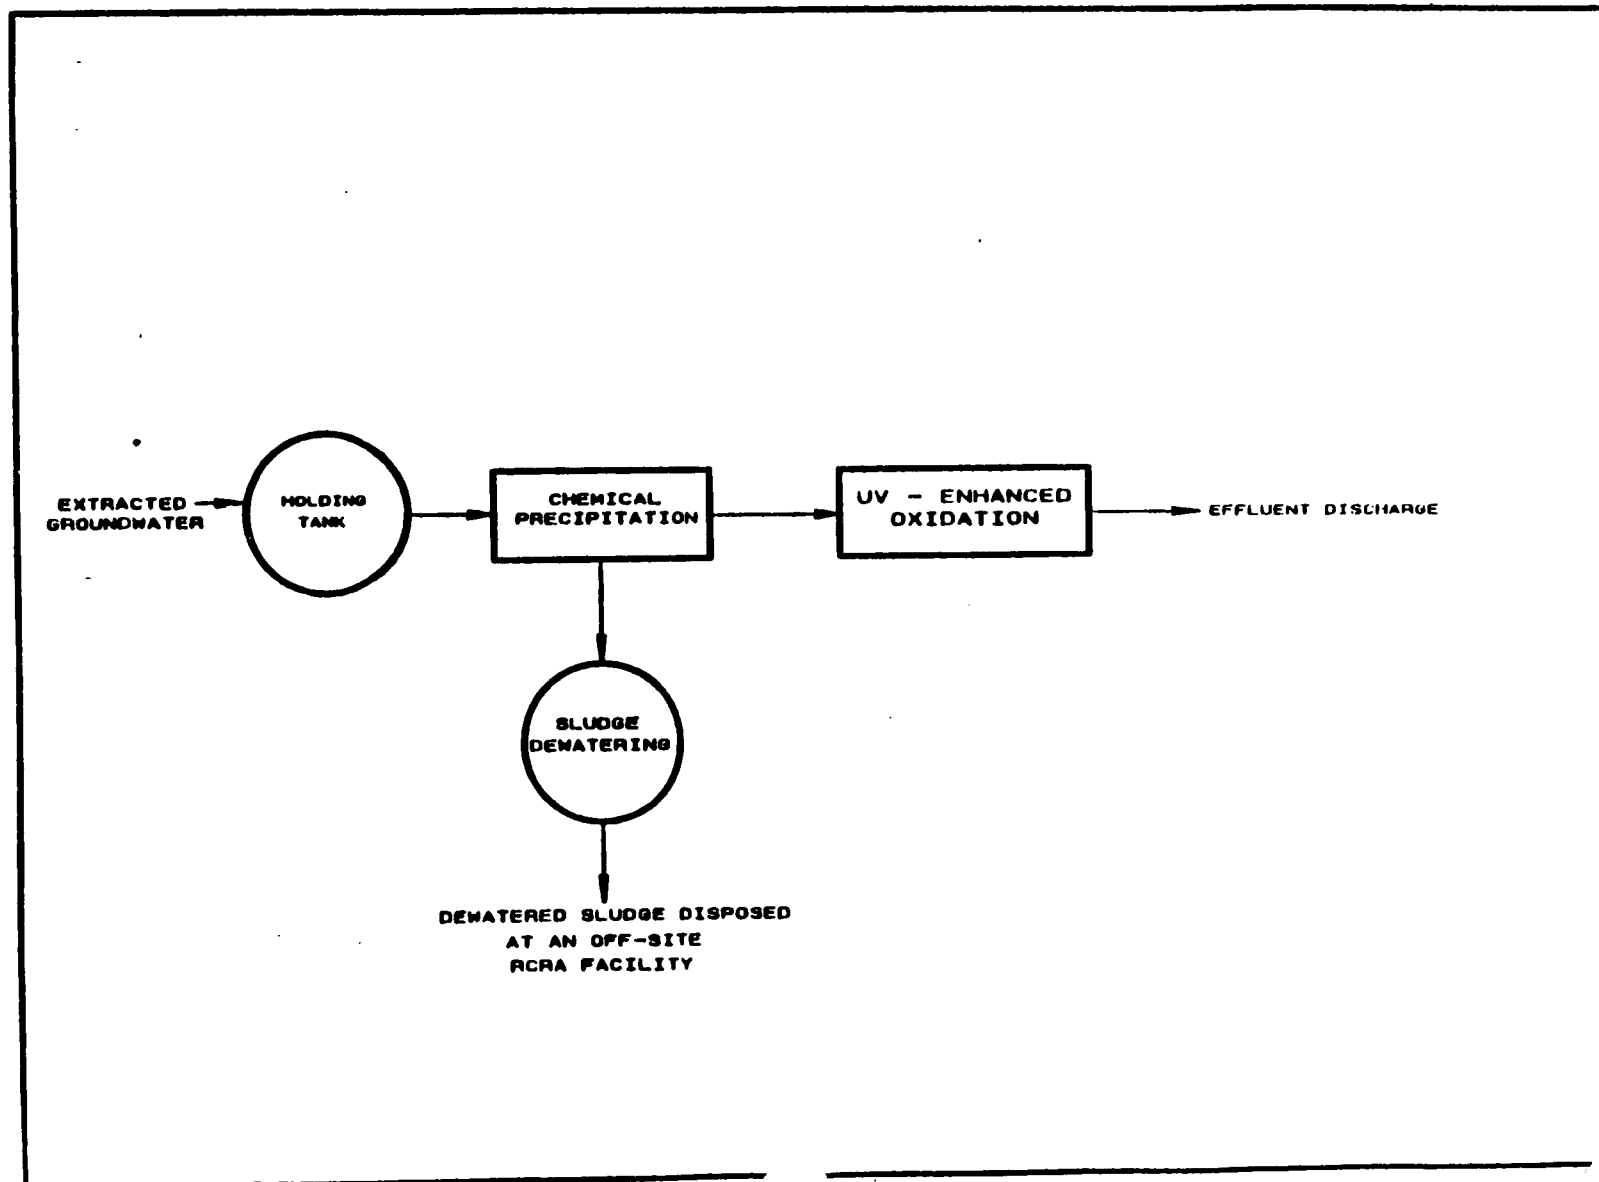 EXTRACTED
GROUNDWATER
HOLDING
TANK
CHEMICAL
PRECIPITATION
UV - ENHANCED
OXIDATION
EFFLUENT DISCHARGE
SLUDGE
DEWATERING
DEWATERED SLUDGE DISPOSED
AT AN OFF-SITE
RCRA FACILITY